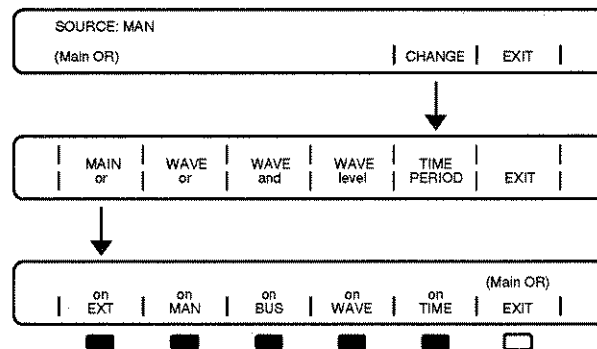 SOURCE: MAN
(Main OR) | CHANGE | EXIT |
| MAIN | WAVE | WAVE | WAVE | TIME | |
| or | or | and | level | PERIOD | EXIT |
(Main OR)
on on on on on
| EXT | MAN | BUS | WAVE | TIME | EXIT |